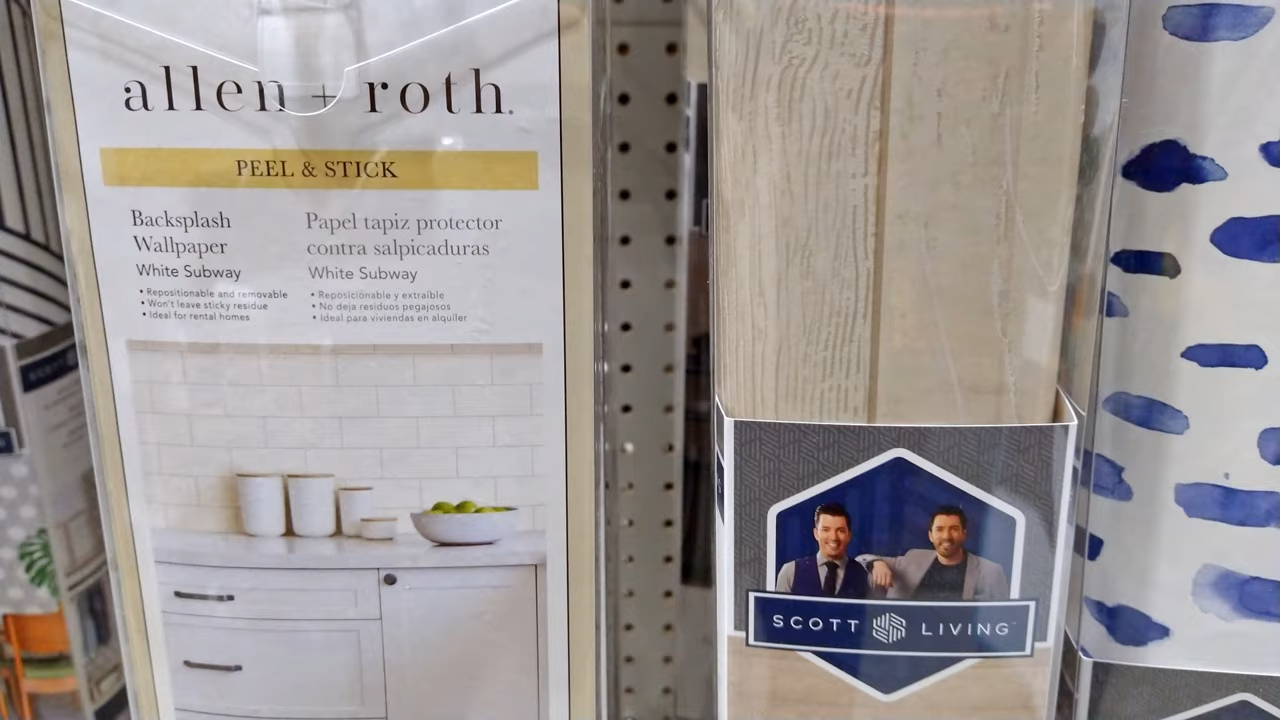 allen + roth.
PEEL & STICK
Backsplash
Wallpaper
White Subway
• Repositionable and removable
• Won't leave sticky residue
• Ideal for rental homes
Papel tapiz protector
contra salpicaduras
White Subway
• Reposicionable y extraíble
• No deja residuos pegajosos
• Ideal para viviendas en alquiler
SCOTT LIVING™
SCOTT